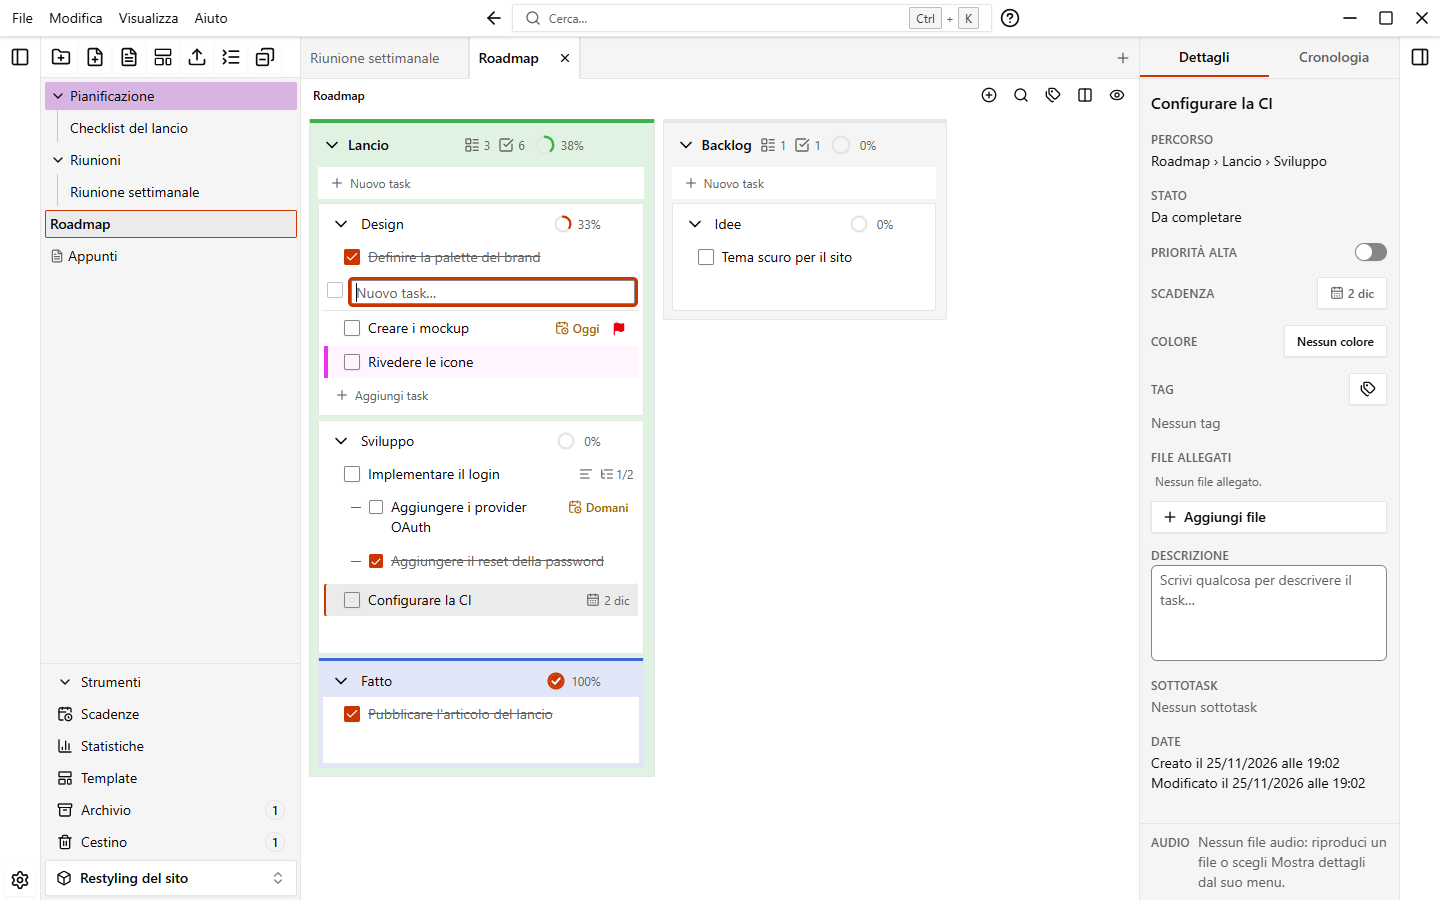 File Modifica Visualizza Aiuto
Cerca... Ctrl + K
Pianificazione
Checklist del lancio
Riunioni
Riunione settimanale
Roadmap
Appunti
Strumenti
Scadenze
Statistiche
Template
Archivio 1
Cestino 1
Restyling del sito
Riunione settimanale Roadmap
Roadmap
Lancio 3 6 38%
Nuovo task
Design 33%
Definire la palette del brand
Nuovo task...
Creare i mockup Oggi
Rivedere le icone
Aggiungi task
Sviluppo 0%
Implementare il login 1/2
Aggiungere i provider
OAuth
Domani
Aggiungere il reset della password
Configurare la CI 2 dic
Fatto 100%
Pubblicare l'articolo del lancio
Backlog 1 1 0%
Nuovo task
Idee 0%
Tema scuro per il sito
Dettagli Cronologia
Configurare la CI
PERCORSO
Roadmap › Lancio › Sviluppo
STATO
Da completare
PRIORITÀ ALTA
SCADENZA 2 dic
COLORE Nessun colore
TAG
Nessun tag
FILE ALLEGATI
Nessun file allegato.
Aggiungi file
DESCRIZIONE
Scrivi qualcosa per descrivere il
task...
SOTTOTASK
Nessun sottotask
DATE
Creato il 25/11/2026 alle 19:02
Modificato il 25/11/2026 alle 19:02
AUDIO Nessun file audio: riproduci un
file o scegli Mostra dettagli
dal suo menu.